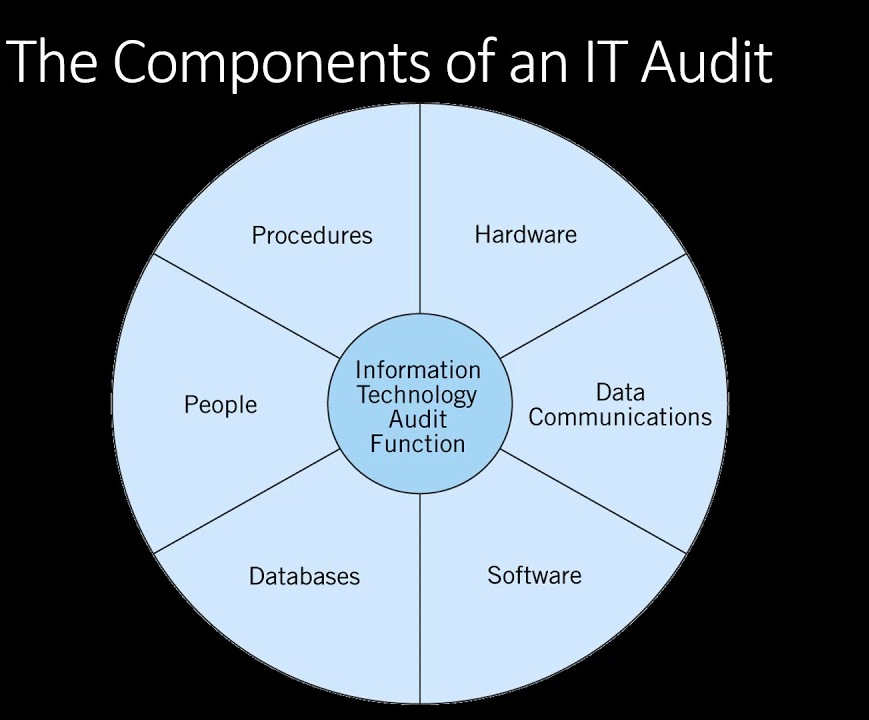 The Components of an IT Audit
Procedures
Hardware
Information
Technology
Audit
Function
People
Data
Communications
Databases
Software